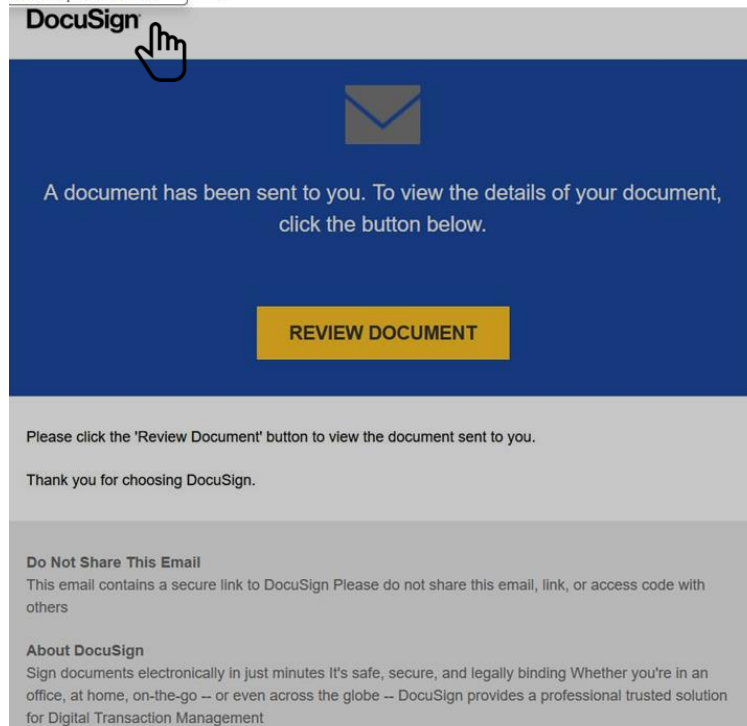 DocuSign
A document has been sent to you. To view the details of your document,
click the button below.
REVIEW DOCUMENT
Please click the 'Review Document' button to view the document sent to you.
Thank you for choosing DocuSign.
Do Not Share This Email
This email contains a secure link to DocuSign Please do not share this email, link, or access code with
others
About DocuSign
Sign documents electronically in just minutes It's safe, secure, and legally binding Whether you're in an
office, at home, on-the-go -- or even across the globe -- DocuSign provides a professional trusted solution
for Digital Transaction Management